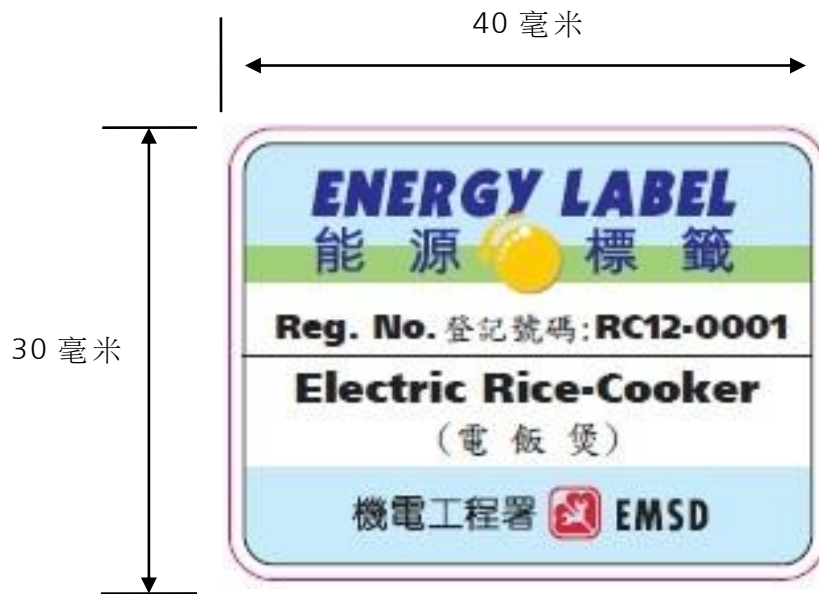 40 毫米
ENERGY LABEL
能源標籤
Reg. No. 登記號碼:RC12-0001
30 毫米
Electric Rice-Cooker
(電飯煲)
機電工程署 EMSD